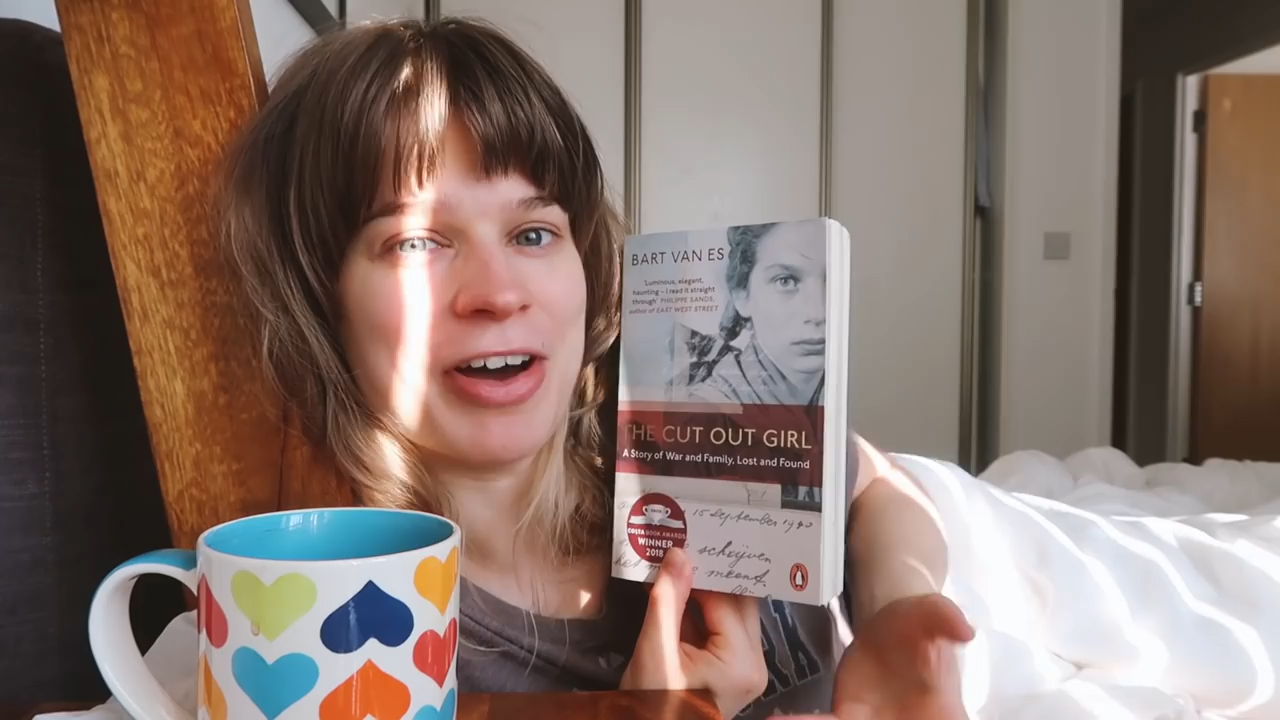 BART VAN ES
'Luminous, elegant,
haunting – I read it straight
through' PHILIPPE SANDS,
author of EAST WEST STREET
THE CUT OUT GIRL
A Story of War and Family, Lost and Found
15 September 1940
COSTA BOOK AWARDS
WINNER
2018
schrijven
het
meent.